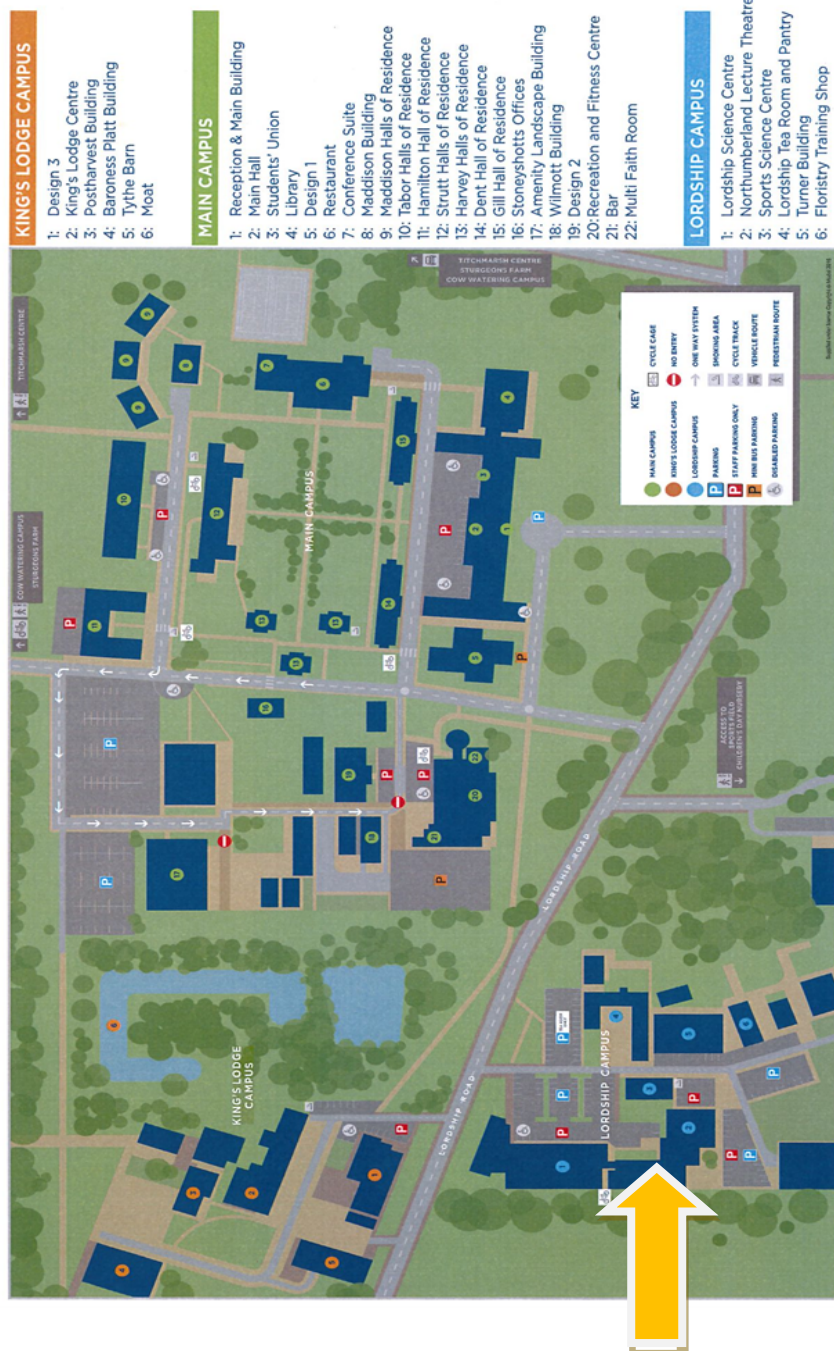 KING'S LODGE CAMPUS
1: Design 3
2: King's Lodge Centre
3: Postharvest Building
4: Baroness Platt Building
5: Tythe Barn
6: Moat
MAIN CAMPUS
1: Reception & Main Building
2: Main Hall
3: Students' Union
4: Library
5: Design 1
6: Restaurant
7: Conference Suite
8: Maddison Building
9: Maddison Halls of Residence
10: Tabor Halls of Residence
11: Hamilton Hall of Residence
12: Strutt Halls of Residence
13: Harvey Halls of Residence
14: Dent Hall of Residence
15: Gill Hall of Residence
16: Stoneyshotts Offices
17: Amenity Landscape Building
18: Wilmott Building
19: Design 2
20: Recreation and Fitness Centre
21: Bar
22: Multi Faith Room
LORDSHIP CAMPUS
1: Lordship Science Centre
2: Northumberland Lecture Theatre
3: Sports Science Centre
4: Lordship Tea Room and Pantry
5: Turner Building
6: Floristry Training Shop
TITCHMARSH CENTRE
COW WATERING CAMPUS
STURGEONS FARM
TITCHMARSH CENTRE
STURGEONS FARM
COW WATERING CAMPUS
MAIN CAMPUS
KING'S LODGE
CAMPUS
LORDSHIP ROAD
LORDSHIP ROAD
LORDSHIP CAMPUS
ACCESS TO
SPORTS FIELD
CHILDREN'S DAY NURSERY
KEY
MAIN CAMPUS
KING'S LODGE CAMPUS
LORDSHIP CAMPUS
P PARKING
P STAFF PARKING ONLY
P MINI BUS PARKING
DISABLED PARKING
CYCLE CAGE
NO ENTRY
ONE WAY SYSTEM
SMOKING AREA
CYCLE TRACK
VEHICLE ROUTE
PEDESTRIAN ROUTE